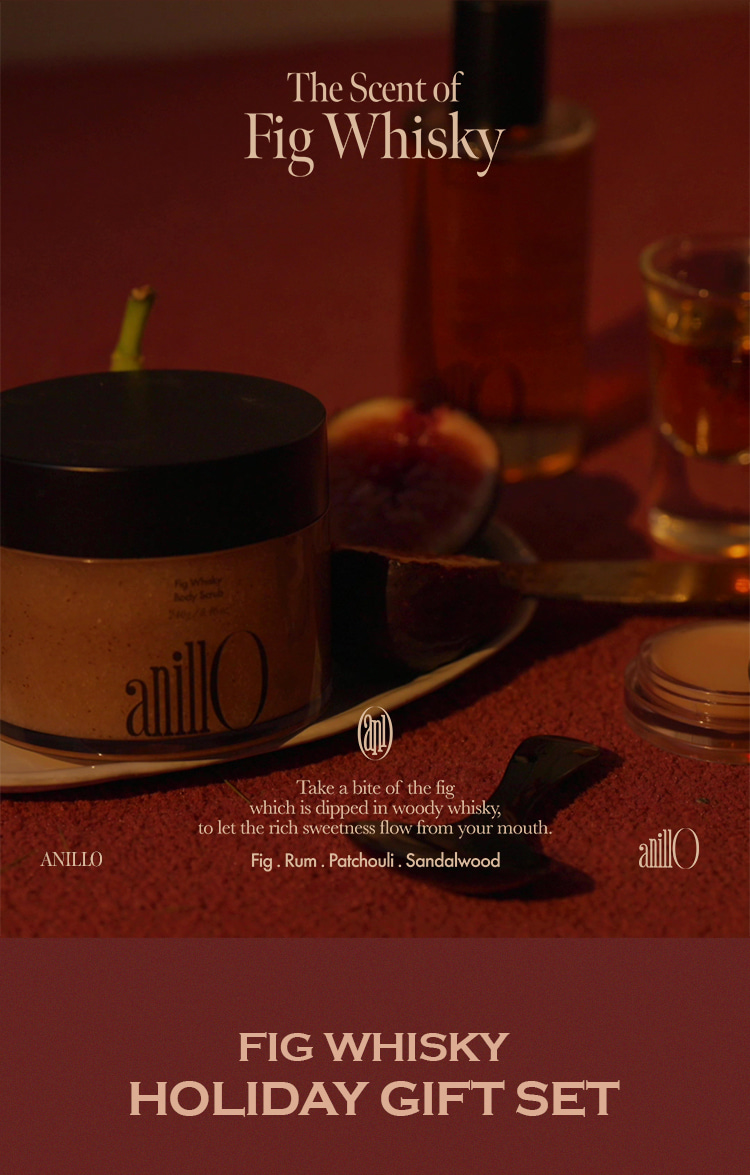 The Scent of
Fig Whisky
Fig Whisky
Body Scrub
anillO
anillO
anl
Take a bite of the fig
which is dipped in woody whisky,
to let the rich sweetness flow from your mouth.
Fig . Rum . Patchouli . Sandalwood
ANILLO
anillO
FIG WHISKY
HOLIDAY GIFT SET